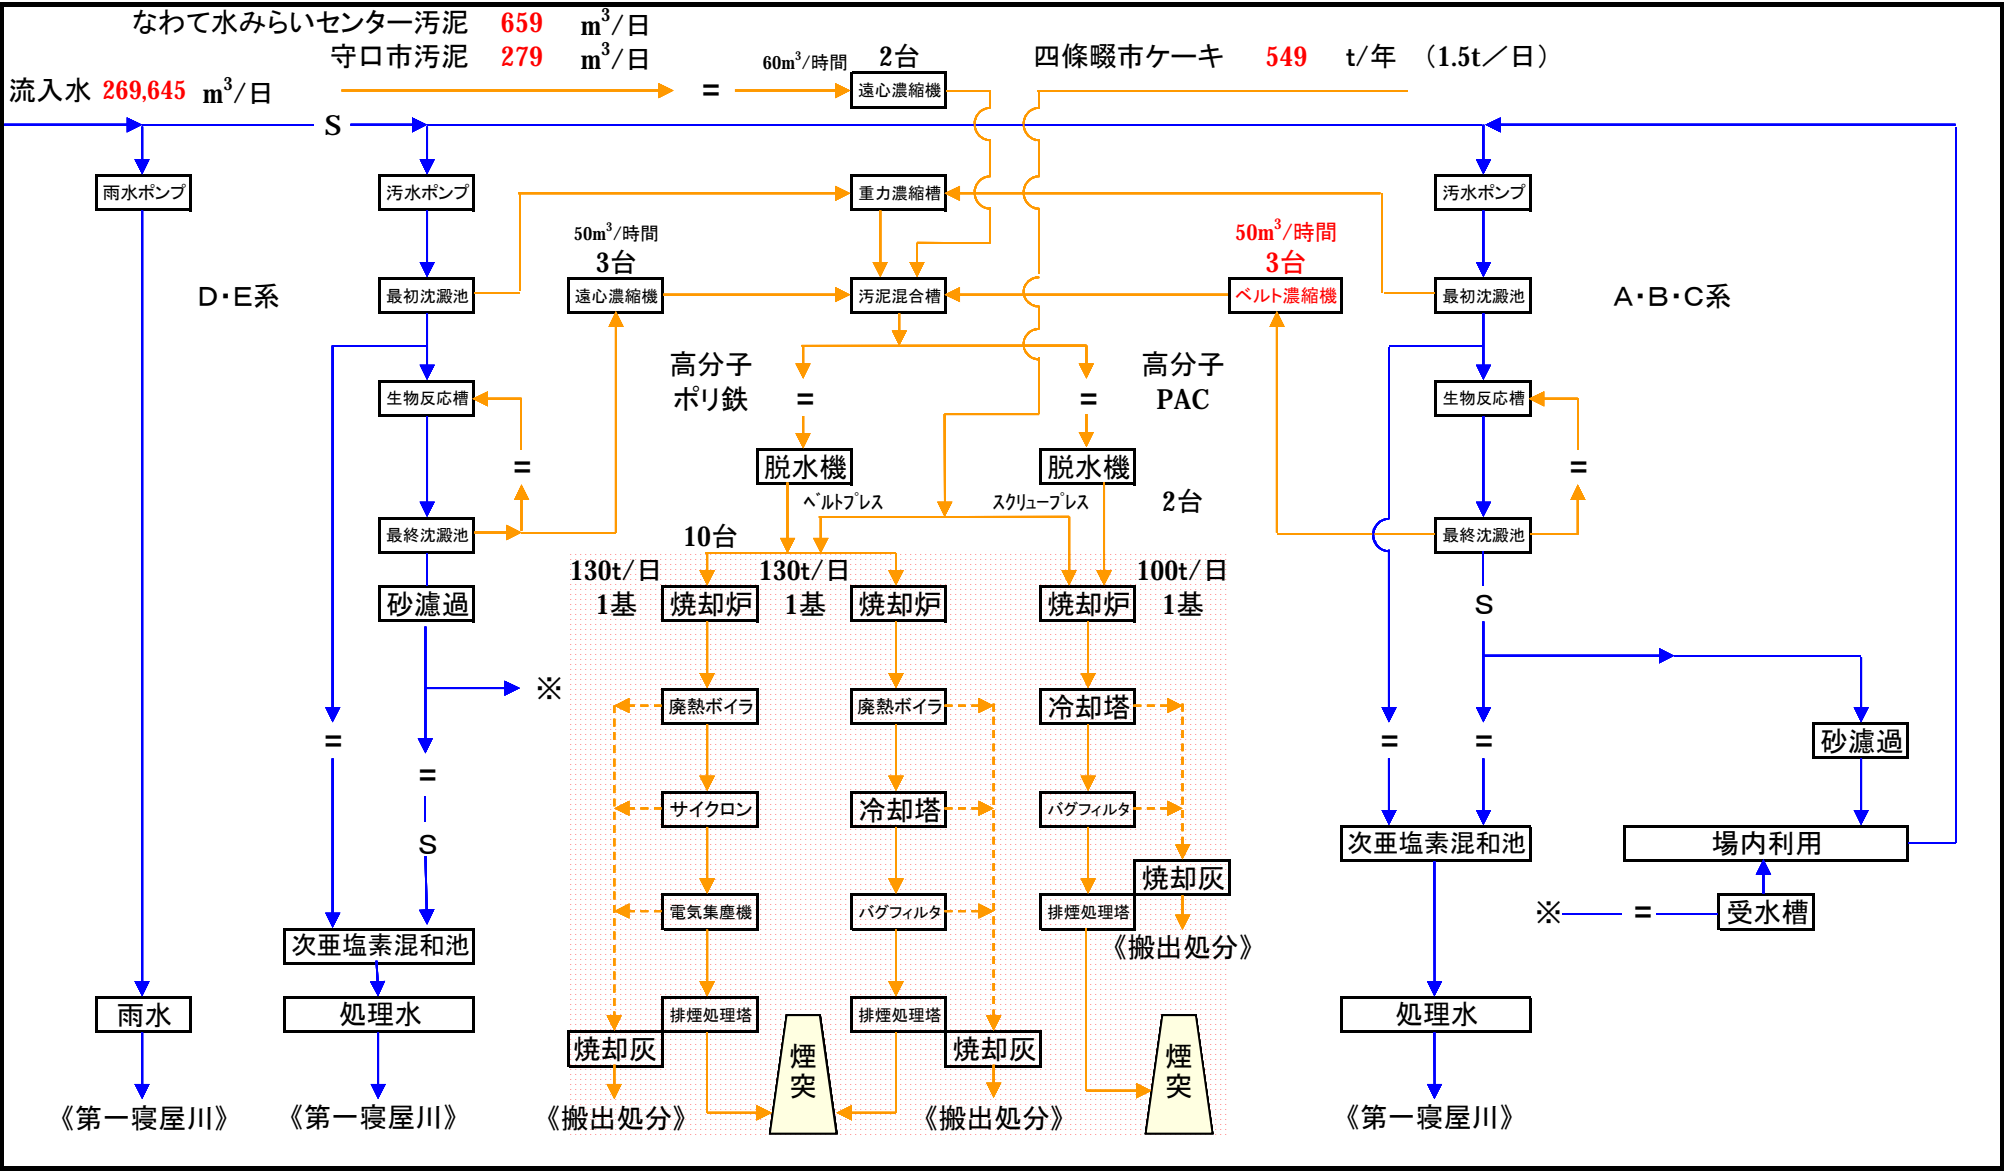 なわて水みらいセンター汚泥 659 m³/日
守口市汚泥 279 m³/日
60m³/時間 2台
四條畷市ケーキ 549 t/年 (1.5t/日)
流入水 269,645 m³/日
= 遠心濃縮機
S
雨水ポンプ
汚水ポンプ
重力濃縮槽
汚水ポンプ
50m³/時間
3台
50m³/時間
3台
D・E系
最初沈澱池
遠心濃縮機
汚泥混合槽
ベルト濃縮機
最初沈澱池
A・B・C系
高分子
ポリ鉄
高分子
PAC
生物反応槽
=
=
生物反応槽
=
脱水機
脱水機
=
ベルトプレス
スクリュープレス
2台
最終沈澱池
10台
最終沈澱池
130t/日
1基
焼却炉
130t/日
1基
焼却炉
焼却炉
100t/日
1基
砂濾過
S
※
廃熱ボイラ
廃熱ボイラ
冷却塔
=
=
=
=
砂濾過
サイクロン
冷却塔
バグフィルタ
S
次亜塩素混和池
場内利用
焼却灰
電気集塵機
バグフィルタ
排煙処理塔
※ = 受水槽
次亜塩素混和池
《搬出処分》
雨水
処理水
排煙処理塔
排煙処理塔
処理水
焼却灰
煙突
焼却灰
煙突
《第一寝屋川》
《第一寝屋川》
《搬出処分》
《搬出処分》
《第一寝屋川》